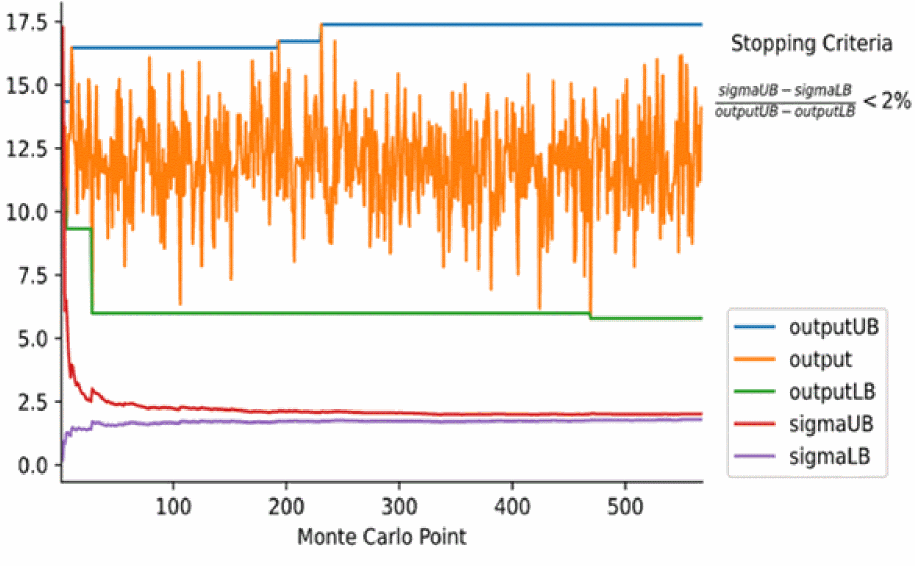 17.5
15.0
12.5
10.0
7.5
5.0
2.5
0.0
100 200 300 400 500
Monte Carlo Point
Stopping Criteria
sigmaUB − sigmaLB
outputUB − outputLB
< 2%
outputUB
output
outputLB
sigmaUB
sigmaLB